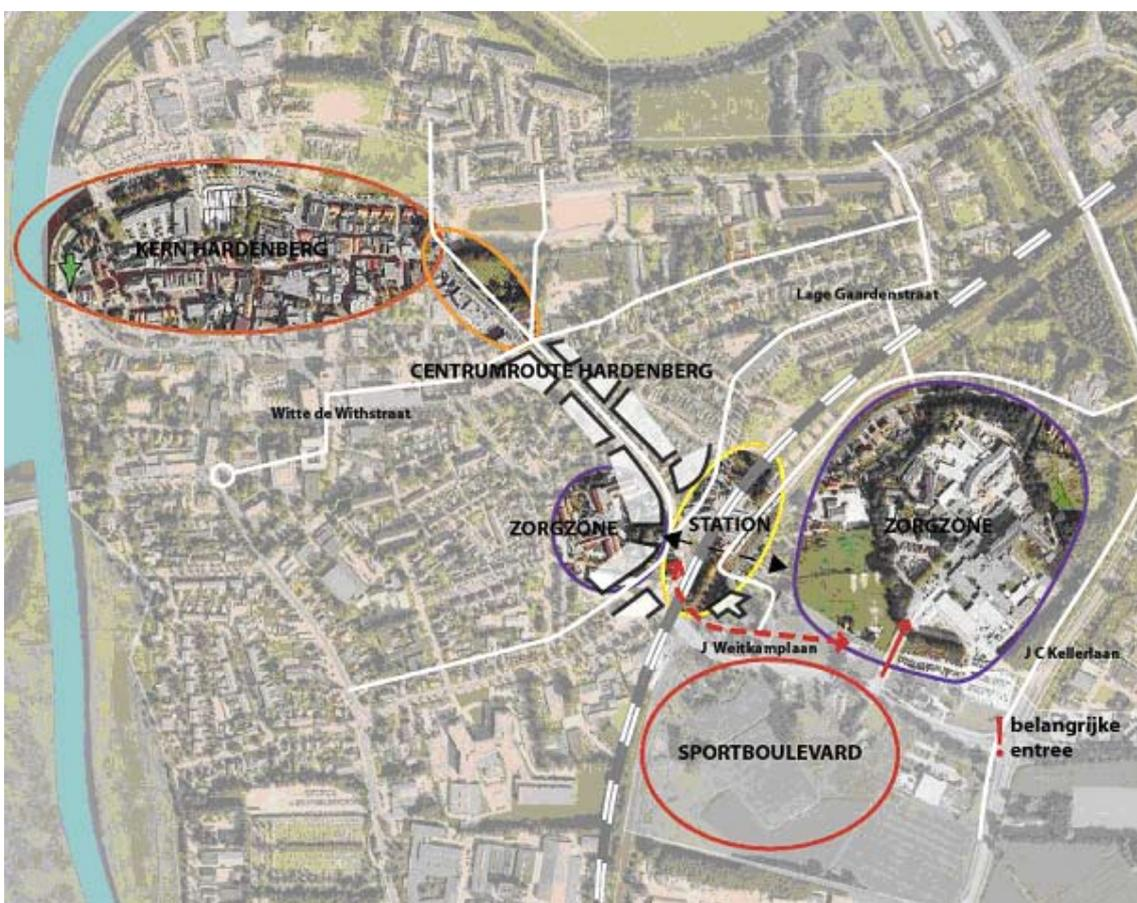 KERN HARDENBERG
Lage Gaardenstraat
CENTRUMROUTE HARDENBERG
Witte de Withstraat
ZORGZONE
STATION
ZORGZONE
J Weitkamplaan
J C Kellerlaan
! belangrijke
entree
SPORTBOULEVARD